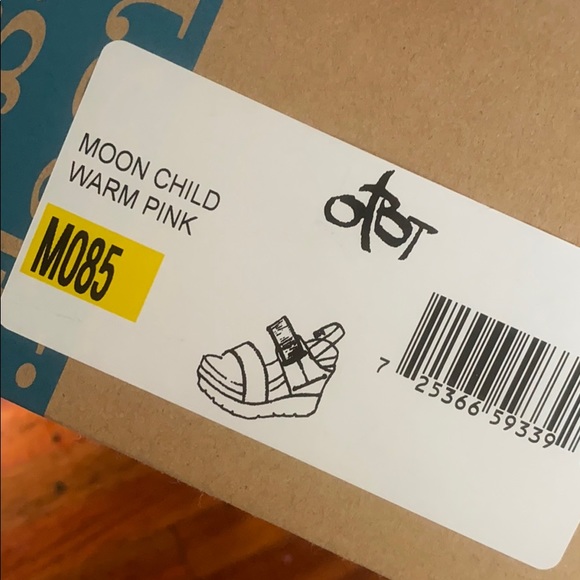 MOON CHILD
WARM PINK
M085
OTBT
7 25366 59339